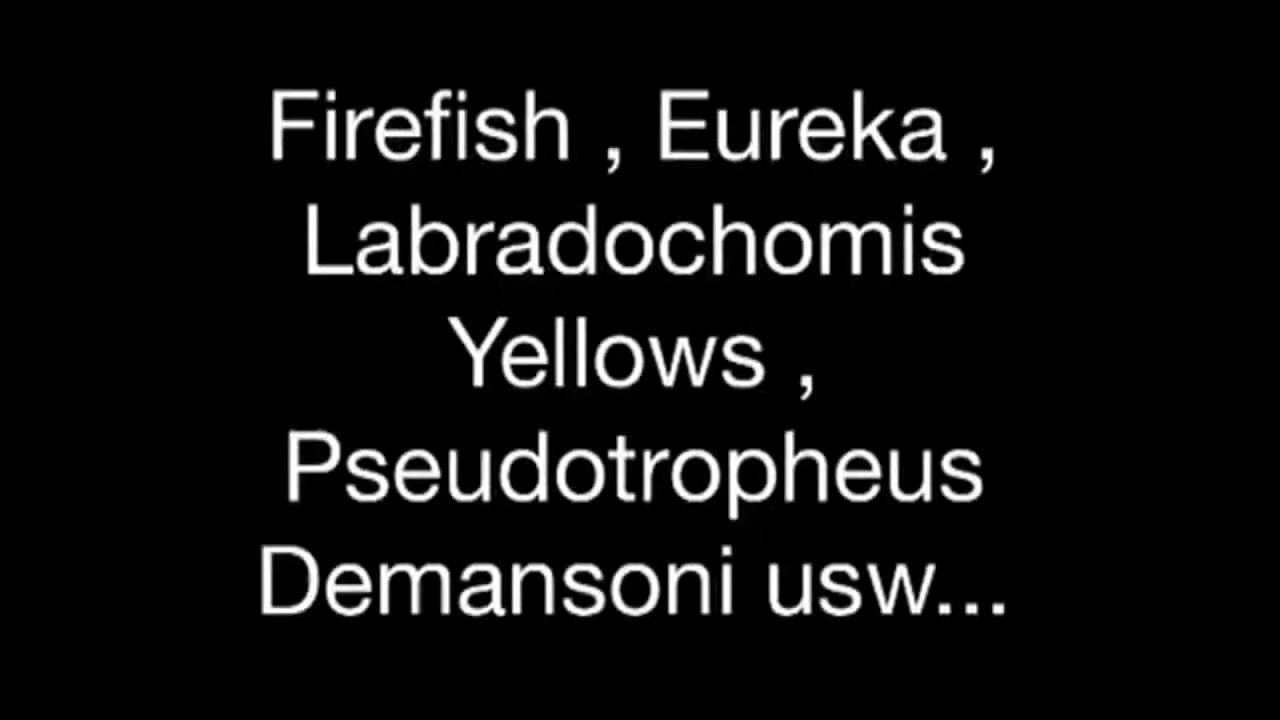 Firefish , Eureka ,
Labradochomis
Yellows ,
Pseudotropheus
Demansoni usw...